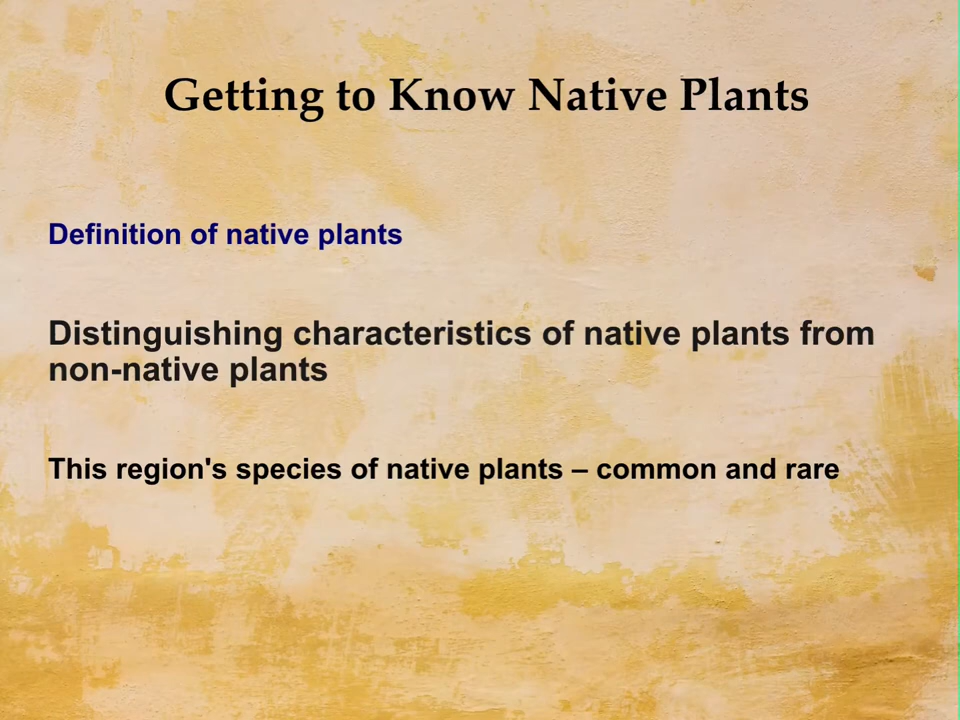 Getting to Know Native Plants
Definition of native plants
Distinguishing characteristics of native plants from
non-native plants
This region's species of native plants – common and rare